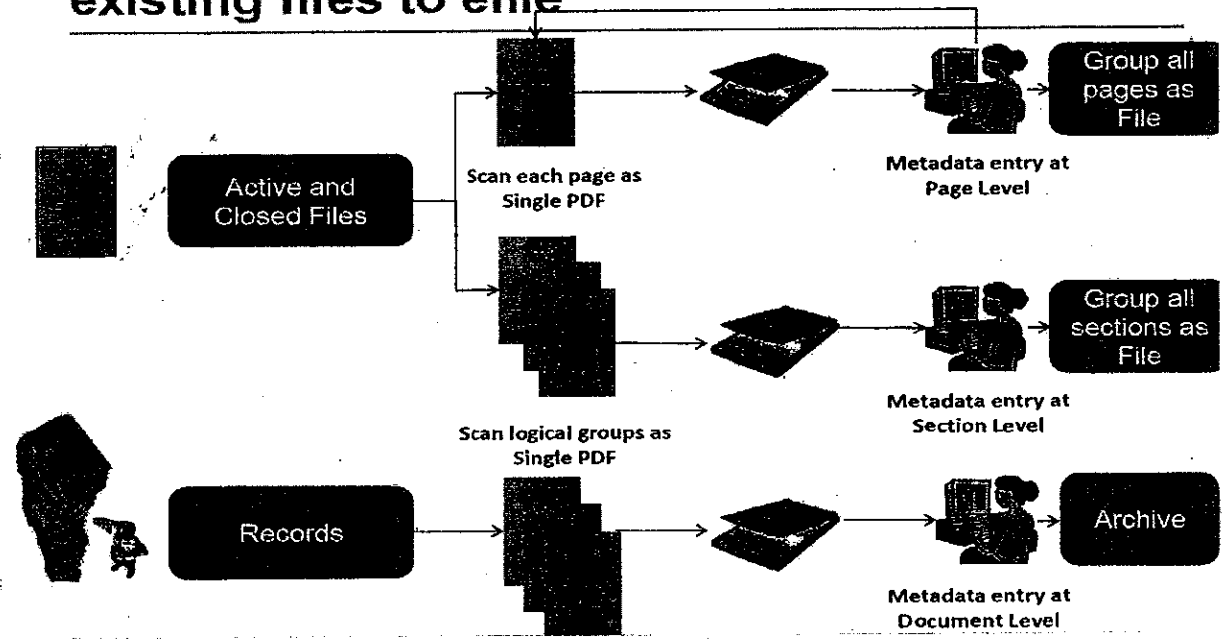 existing files to efile
Group all
pages as
File
Metadata entry at
Page Level
Scan each page as
Single PDF
Active and
Closed Files
Group all
sections as
File
Metadata entry at
Section Level
Scan logical groups as
Single PDF
Records
Archive
Metadata entry at
Document Level